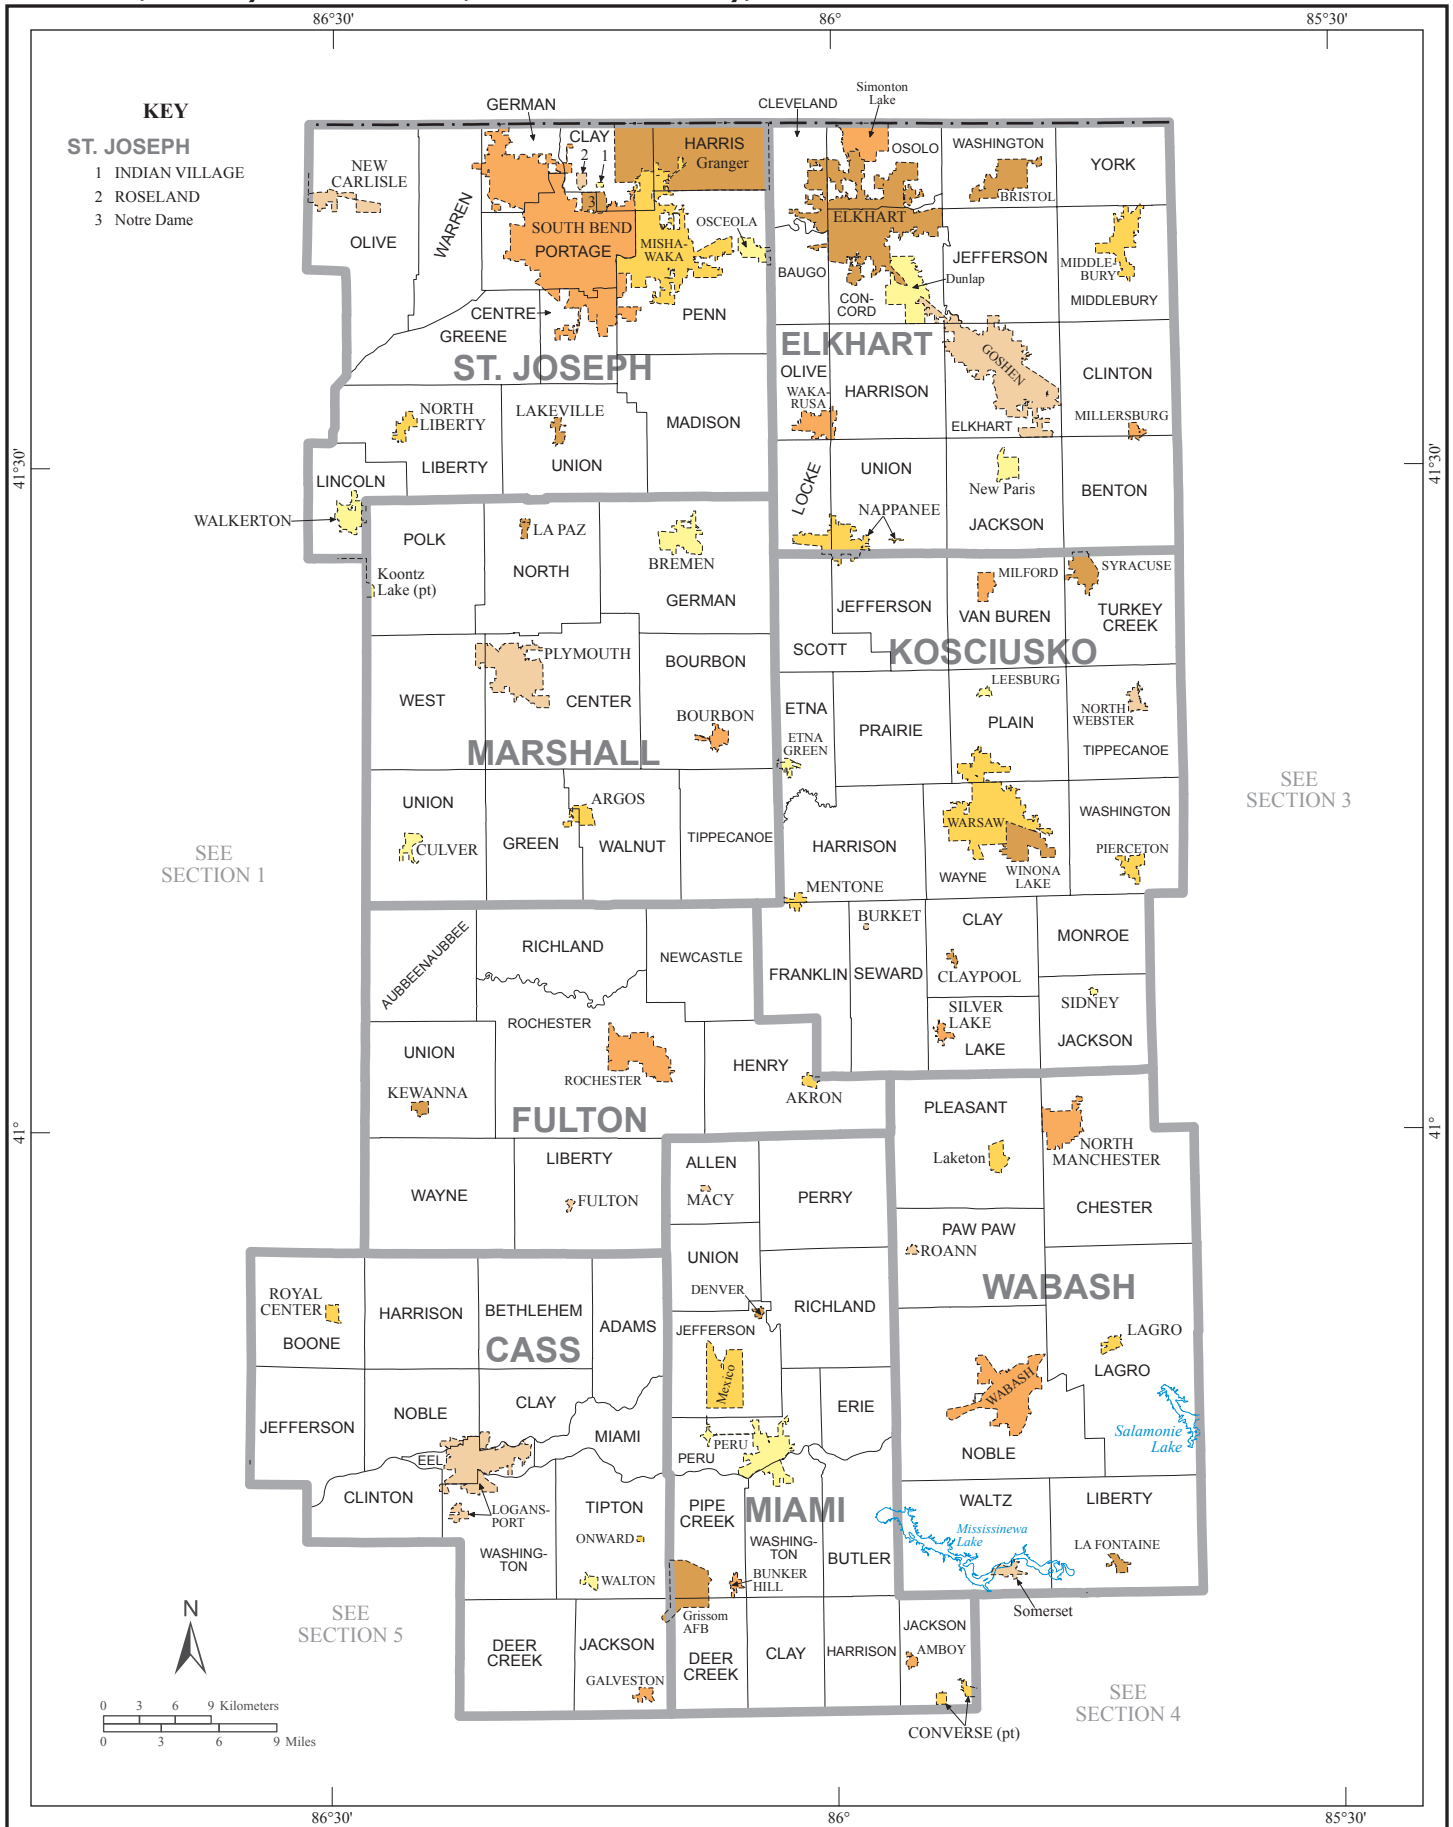 86°30'
86°
85°30'
KEY
ST. JOSEPH
1 INDIAN VILLAGE
2 ROSELAND
3 Notre Dame
GERMAN
CLAY
2
1
3
HARRIS
Granger
CLEVELAND
Simonton
Lake
OSOLO
WASHINGTON
YORK
BRISTOL
NEW
CARLISLE
OLIVE
WARREN
SOUTH BEND
PORTAGE
MISHA-
WAKA
OSCEOLA
ELKHART
BAUGO
JEFFERSON
Dunlap
CON-
CORD
MIDDLE-
BURY
MIDDLEBURY
CENTRE
GREENE
PENN
ST. JOSEPH
ELKHART
OLIVE
WAKA-
RUSA
HARRISON
GOSHEN
CLINTON
MILLERSBURG
ELKHART
NORTH
LIBERTY
LAKEVILLE
MADISON
LIBERTY
UNION
LINCOLN
WALKERTON
41°30'
41°30'
LOCKE
UNION
New Paris
BENTON
NAPPANEE
JACKSON
POLK
LA PAZ
NORTH
BREMEN
GERMAN
Koontz
Lake (pt)
JEFFERSON
MILFORD
VAN BUREN
SYRACUSE
TURKEY
CREEK
SCOTT
KOSCIUSKO
PLYMOUTH
BOURBON
WEST
CENTER
BOURBON
MARSHALL
ETNA
ETNA
GREEN
PRAIRIE
LEESBURG
PLAIN
NORTH
WEBSTER
TIPPECANOE
UNION
CULVER
GREEN
ARGOS
WALNUT
TIPPECANOE
HARRISON
WARSAW
WAYNE
WINONA
LAKE
WASHINGTON
PIERCETON
SEE
SECTION 3
SEE
SECTION 1
MENTONE
BURKET
CLAY
MONROE
AUBBEENAUBBEE
RICHLAND
NEWCASTLE
FRANKLIN
SEWARD
CLAYPOOL
SIDNEY
SILVER
LAKE
LAKE
JACKSON
ROCHESTER
UNION
KEWANNA
ROCHESTER
HENRY
AKRON
FULTON
41°
41°
PLEASANT
Laketon
NORTH
MANCHESTER
CHESTER
LIBERTY
WAYNE
FULTON
ALLEN
MACY
PERRY
PAW PAW
ROANN
UNION
DENVER
RICHLAND
WABASH
ROYAL
CENTER
BOONE
HARRISON
BETHLEHEM
ADAMS
CASS
JEFFERSON
Mexico
LAGRO
LAGRO
WABASH
NOBLE
JEFFERSON
NOBLE
CLAY
MIAMI
ERIE
PERU
PERU
Salamonie
Lake
EEL
CLINTON
LOGANS-
PORT
TIPTON
ONWARD
WASHING-
TON
WALTON
PIPE
CREEK
MIAMI
WASHING-
TON
BUTLER
BUNKER
HILL
Grissom
AFB
WALTZ
Mississinewa
Lake
LIBERTY
LA FONTAINE
Somerset
N
SEE
SECTION 5
DEER
CREEK
JACKSON
GALVESTON
DEER
CREEK
CLAY
HARRISON
JACKSON
AMBOY
CONVERSE (pt)
SEE
SECTION 4
0 3 6 9 Kilometers
0 3 6 9 Miles
86°30'
86°
85°30'